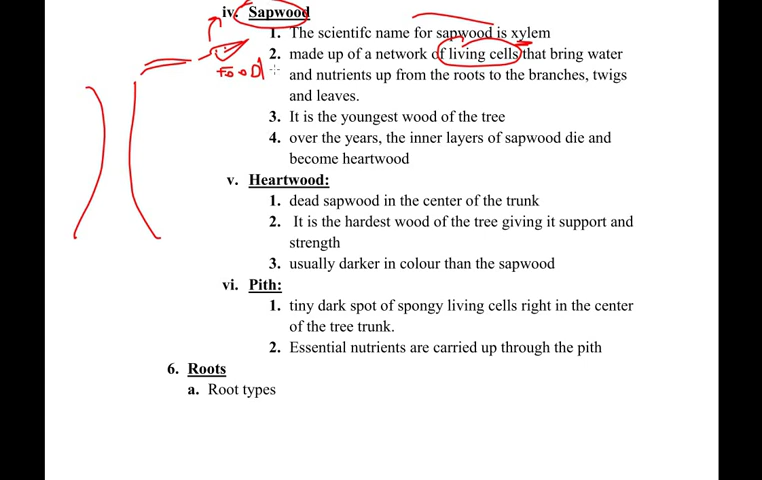 iv. Sapwood
1. The scientifc name for sapwood is xylem
2. made up of a network of living cells that bring water
FOOD
and nutrients up from the roots to the branches, twigs
and leaves.
3. It is the youngest wood of the tree
4. over the years, the inner layers of sapwood die and
become heartwood
v. Heartwood:
1. dead sapwood in the center of the trunk
2. It is the hardest wood of the tree giving it support and
strength
3. usually darker in colour than the sapwood
vi. Pith:
1. tiny dark spot of spongy living cells right in the center
of the tree trunk.
2. Essential nutrients are carried up through the pith
6. Roots
a. Root types